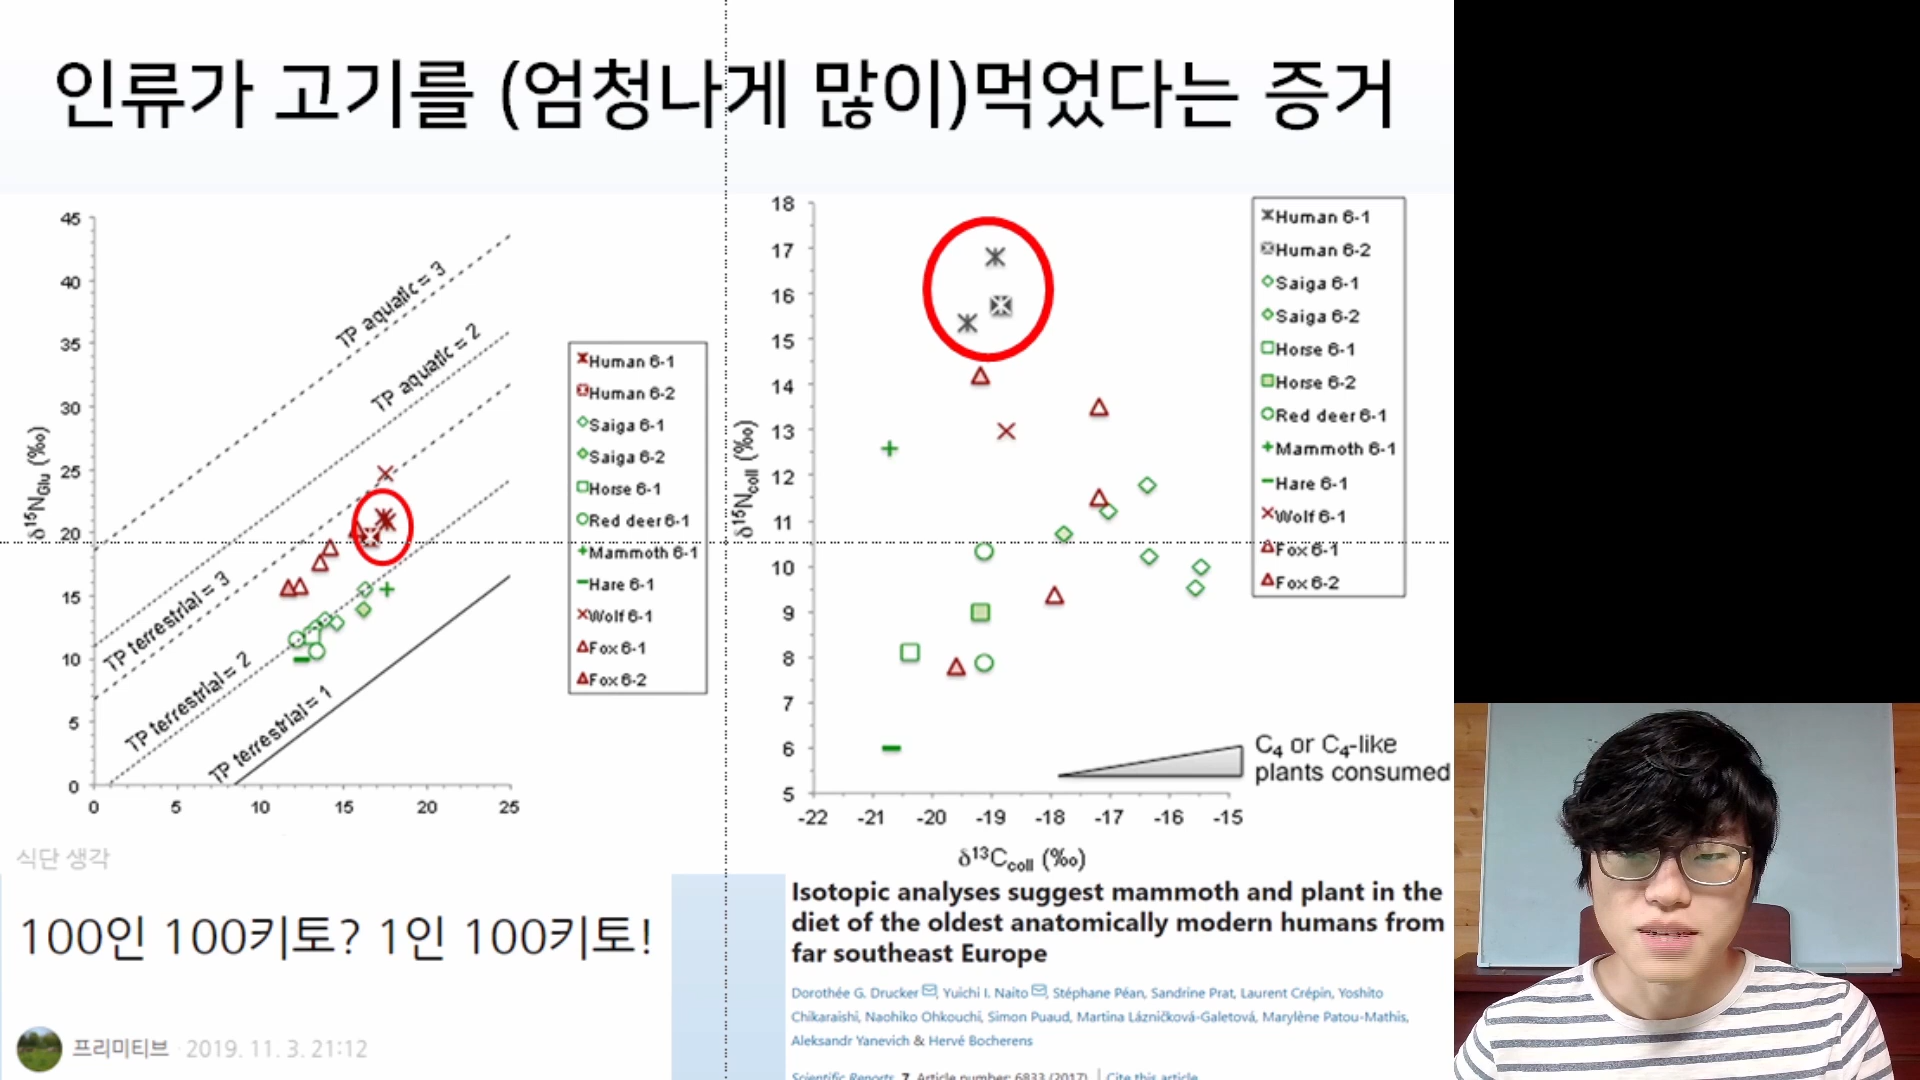 인류가 고기를 (엄청나게 많이)먹었다는 증거
45
40
35
30
25
20
15
10
5
0
0 5 10 15 20 25
δ15NGlu (‰)
TP aquatic = 3
TP aquatic = 2
TP terrestrial = 3
TP terrestrial = 2
TP terrestrial = 1
Human 6-1
Human 6-2
Saiga 6-1
Saiga 6-2
Horse 6-1
Red deer 6-1
Mammoth 6-1
Hare 6-1
Wolf 6-1
Fox 6-1
Fox 6-2
18
17
16
15
14
13
12
11
10
9
8
7
6
5
-22 -21 -20 -19 -18 -17 -16 -15
δ15Ncoll (‰)
δ13Ccoll (‰)
C4 or C4-like
plants consumed
Human 6-1
Human 6-2
Saiga 6-1
Saiga 6-2
Horse 6-1
Horse 6-2
Red deer 6-1
Mammoth 6-1
Hare 6-1
Wolf 6-1
Fox 6-1
Fox 6-2
식단 생각
100인 100키토? 1인 100키토!
프리미티브 · 2019. 11. 3. 21:12
Isotopic analyses suggest mammoth and plant in the
diet of the oldest anatomically modern humans from
far southeast Europe
Dorothée G. Drucker, Yuichi I. Naito, Stéphane Péan, Sandrine Prat, Laurent Crépin, Yoshito
Chikaraishi, Naohiko Ohkouchi, Simon Puaud, Martina Lázničková-Galetová, Marylène Patou-Mathis,
Aleksandr Yanevich & Hervé Bocherens
Scientific Reports 7, Article number: 6833 (2017) | Cite this article